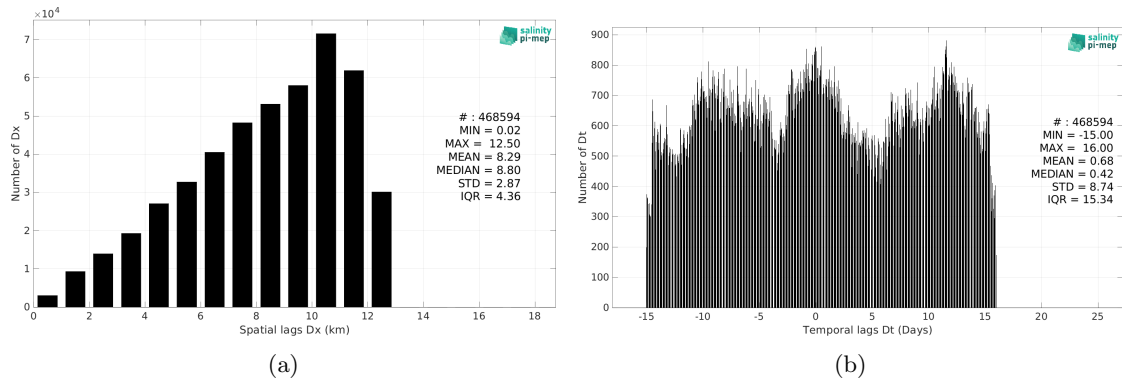 ×10⁴
7
6
5
4
3
2
1
0
Number of Dx
0 2 4 6 8 10 12 14 16 18
Spatial lags Dx (km)
salinity
pi-mep
# : 468594
MIN = 0.02
MAX = 12.50
MEAN = 8.29
MEDIAN = 8.80
STD = 2.87
IQR = 4.36
(a)
900
800
700
600
500
400
300
200
100
0
Number of Dt
-15 -10 -5 0 5 10 15 20 25
Temporal lags Dt (Days)
salinity
pi-mep
# : 468594
MIN = -15.00
MAX = 16.00
MEAN = 0.68
MEDIAN = 0.42
STD = 8.74
IQR = 15.34
(b)